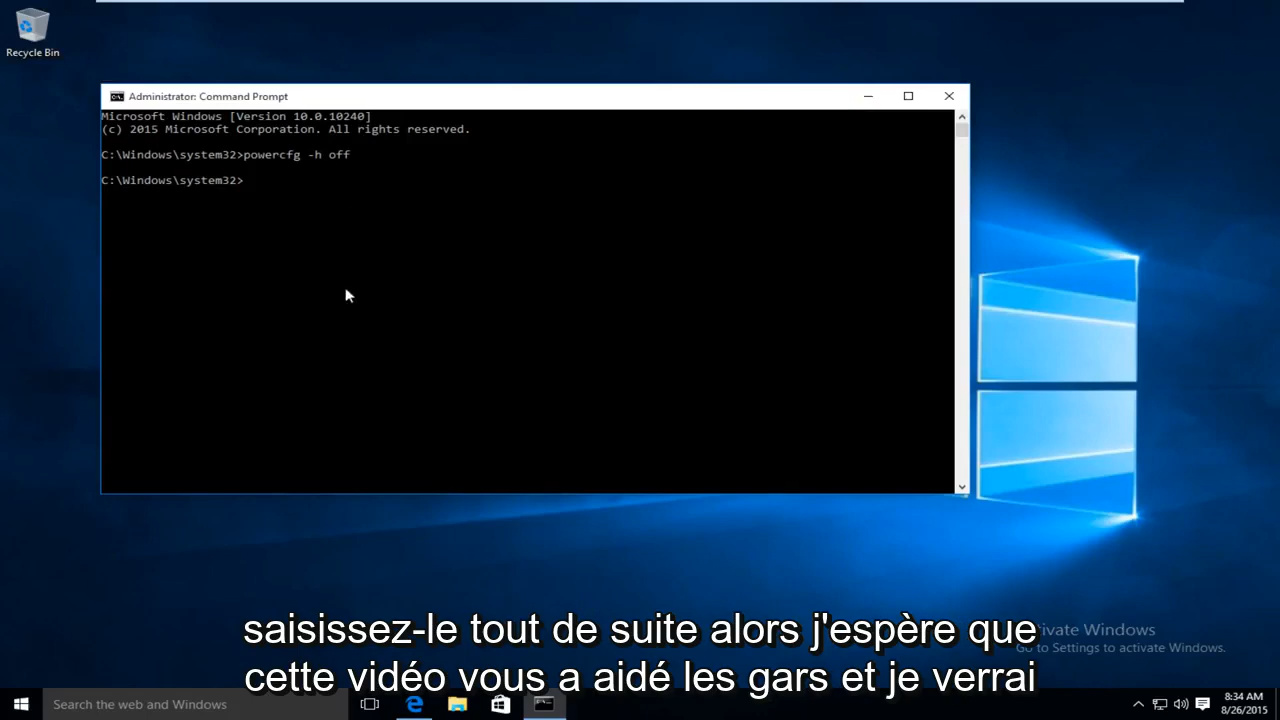 Recycle Bin
Administrator: Command Prompt
Microsoft Windows [Version 10.0.10240]
(c) 2015 Microsoft Corporation. All rights reserved.
C:\Windows\system32>powercfg -h off
C:\Windows\system32>
saisissez-le tout de suite alors j'espère que
cette vidéo vous a aidé les gars et je verrai
Windows
Go to Settings to activate Windows.
Search the web and Windows
8:34 AM
8/26/2015